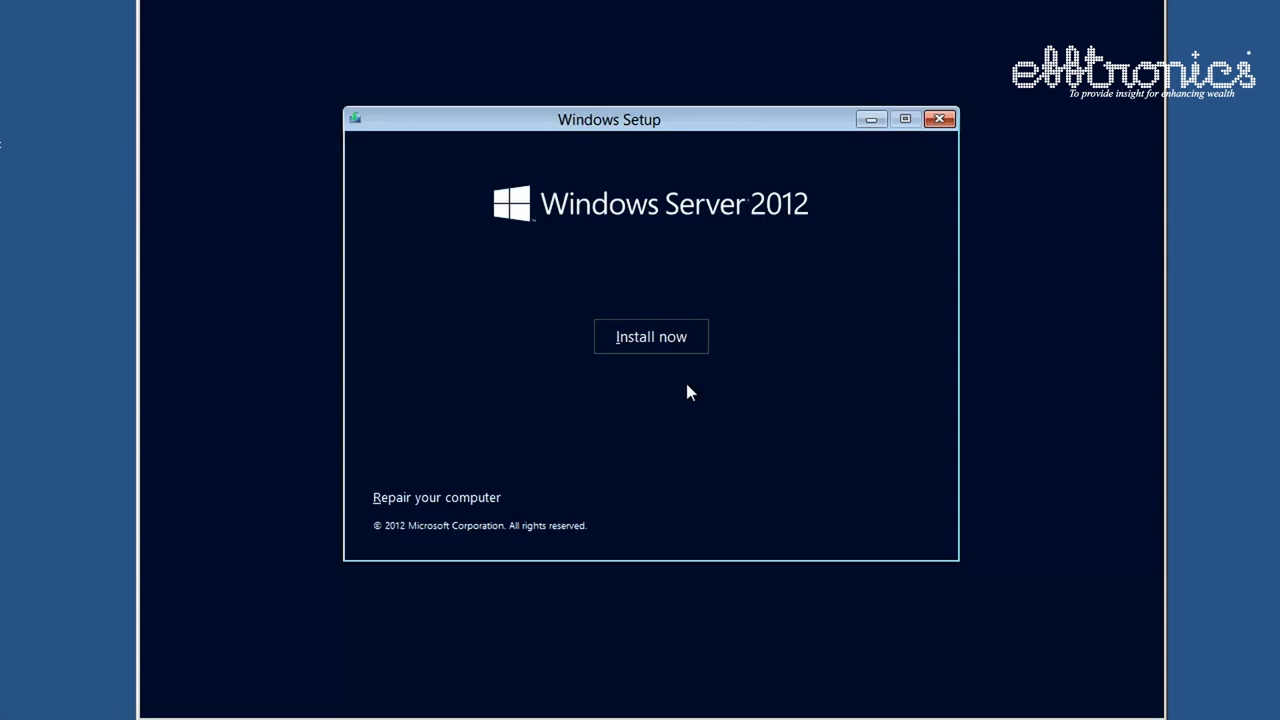 efftronics
To provide insight for enhancing wealth
Windows Setup
Windows Server 2012
Install now
Repair your computer
© 2012 Microsoft Corporation. All rights reserved.